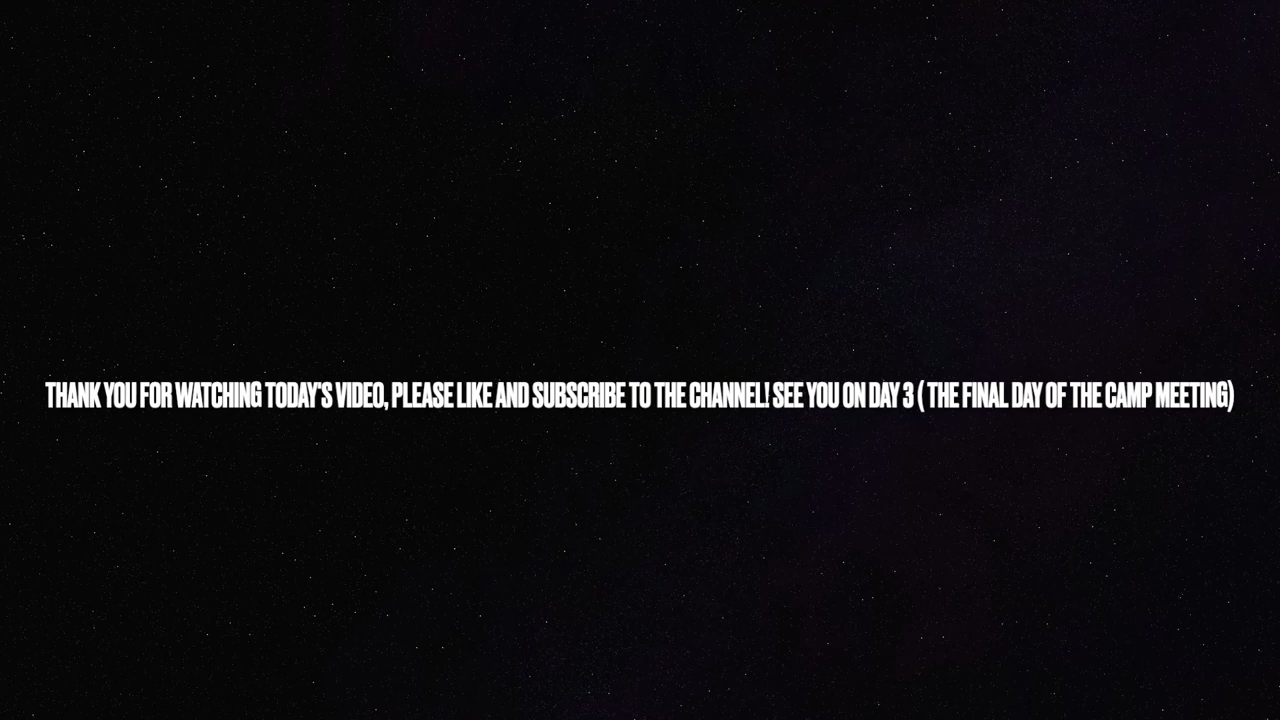 THANK YOU FOR WATCHING TODAY'S VIDEO, PLEASE LIKE AND SUBSCRIBE TO THE CHANNEL! SEE YOU ON DAY 3 ( THE FINAL DAY OF THE CAMP MEETING)